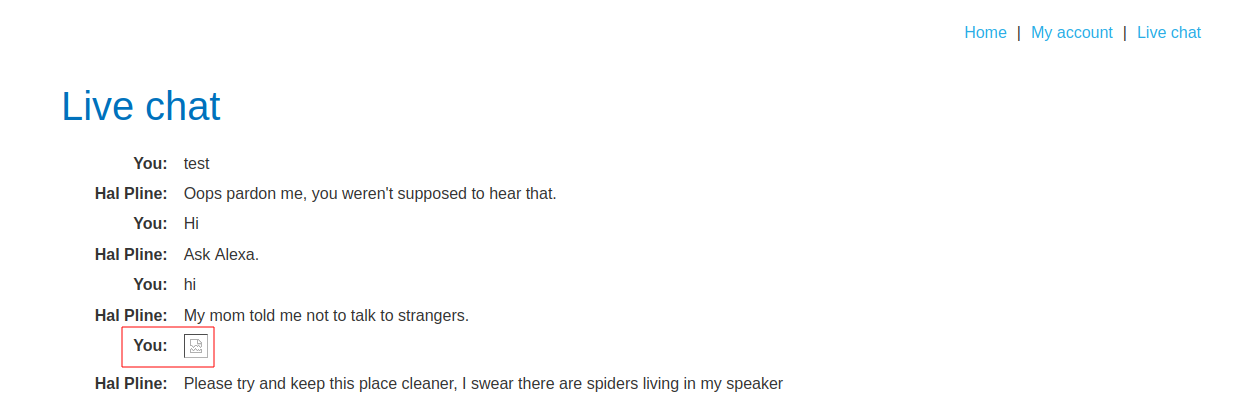 Home | My account | Live chat
Live chat
You: test
Hal Pline: Oops pardon me, you weren't supposed to hear that.
You: Hi
Hal Pline: Ask Alexa.
You: hi
Hal Pline: My mom told me not to talk to strangers.
You:
Hal Pline: Please try and keep this place cleaner, I swear there are spiders living in my speaker